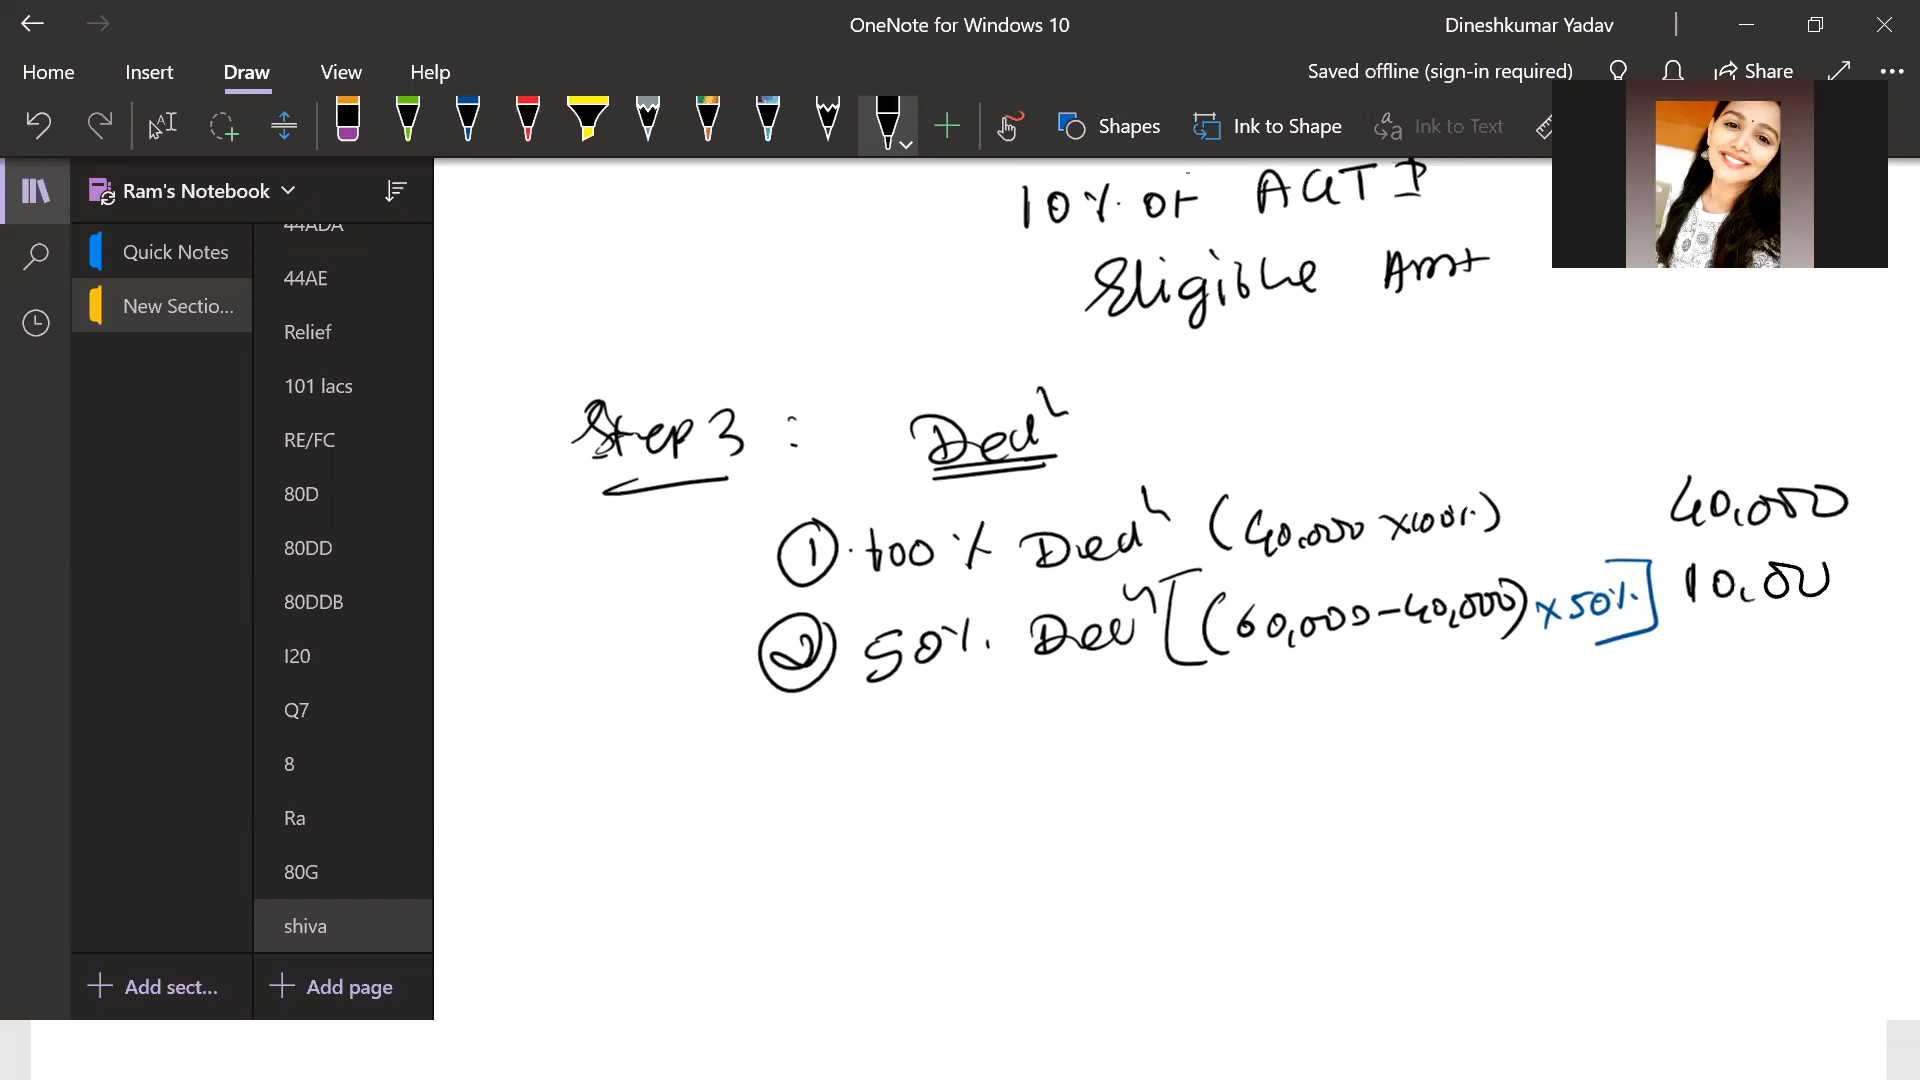 OneNote for Windows 10
Dineshkumar Yadav
Home Insert Draw View Help
Saved offline (sign-in required)
Share
Shapes
Ink to Shape
Ink to Text
Ram's Notebook
Quick Notes
New Sectio...
44ADA
44AE
Relief
101 lacs
RE/FC
80D
80DD
80DDB
I20
Q7
8
Ra
80G
shiva
Add sect...
Add page
10% of AGTI
Eligible Amt
Step 3 : Dedn
① 100% Dedn (40,000 x 100%) 40,000
② 50% Dedn [(60,000 - 40,000) x 50%] 10,00